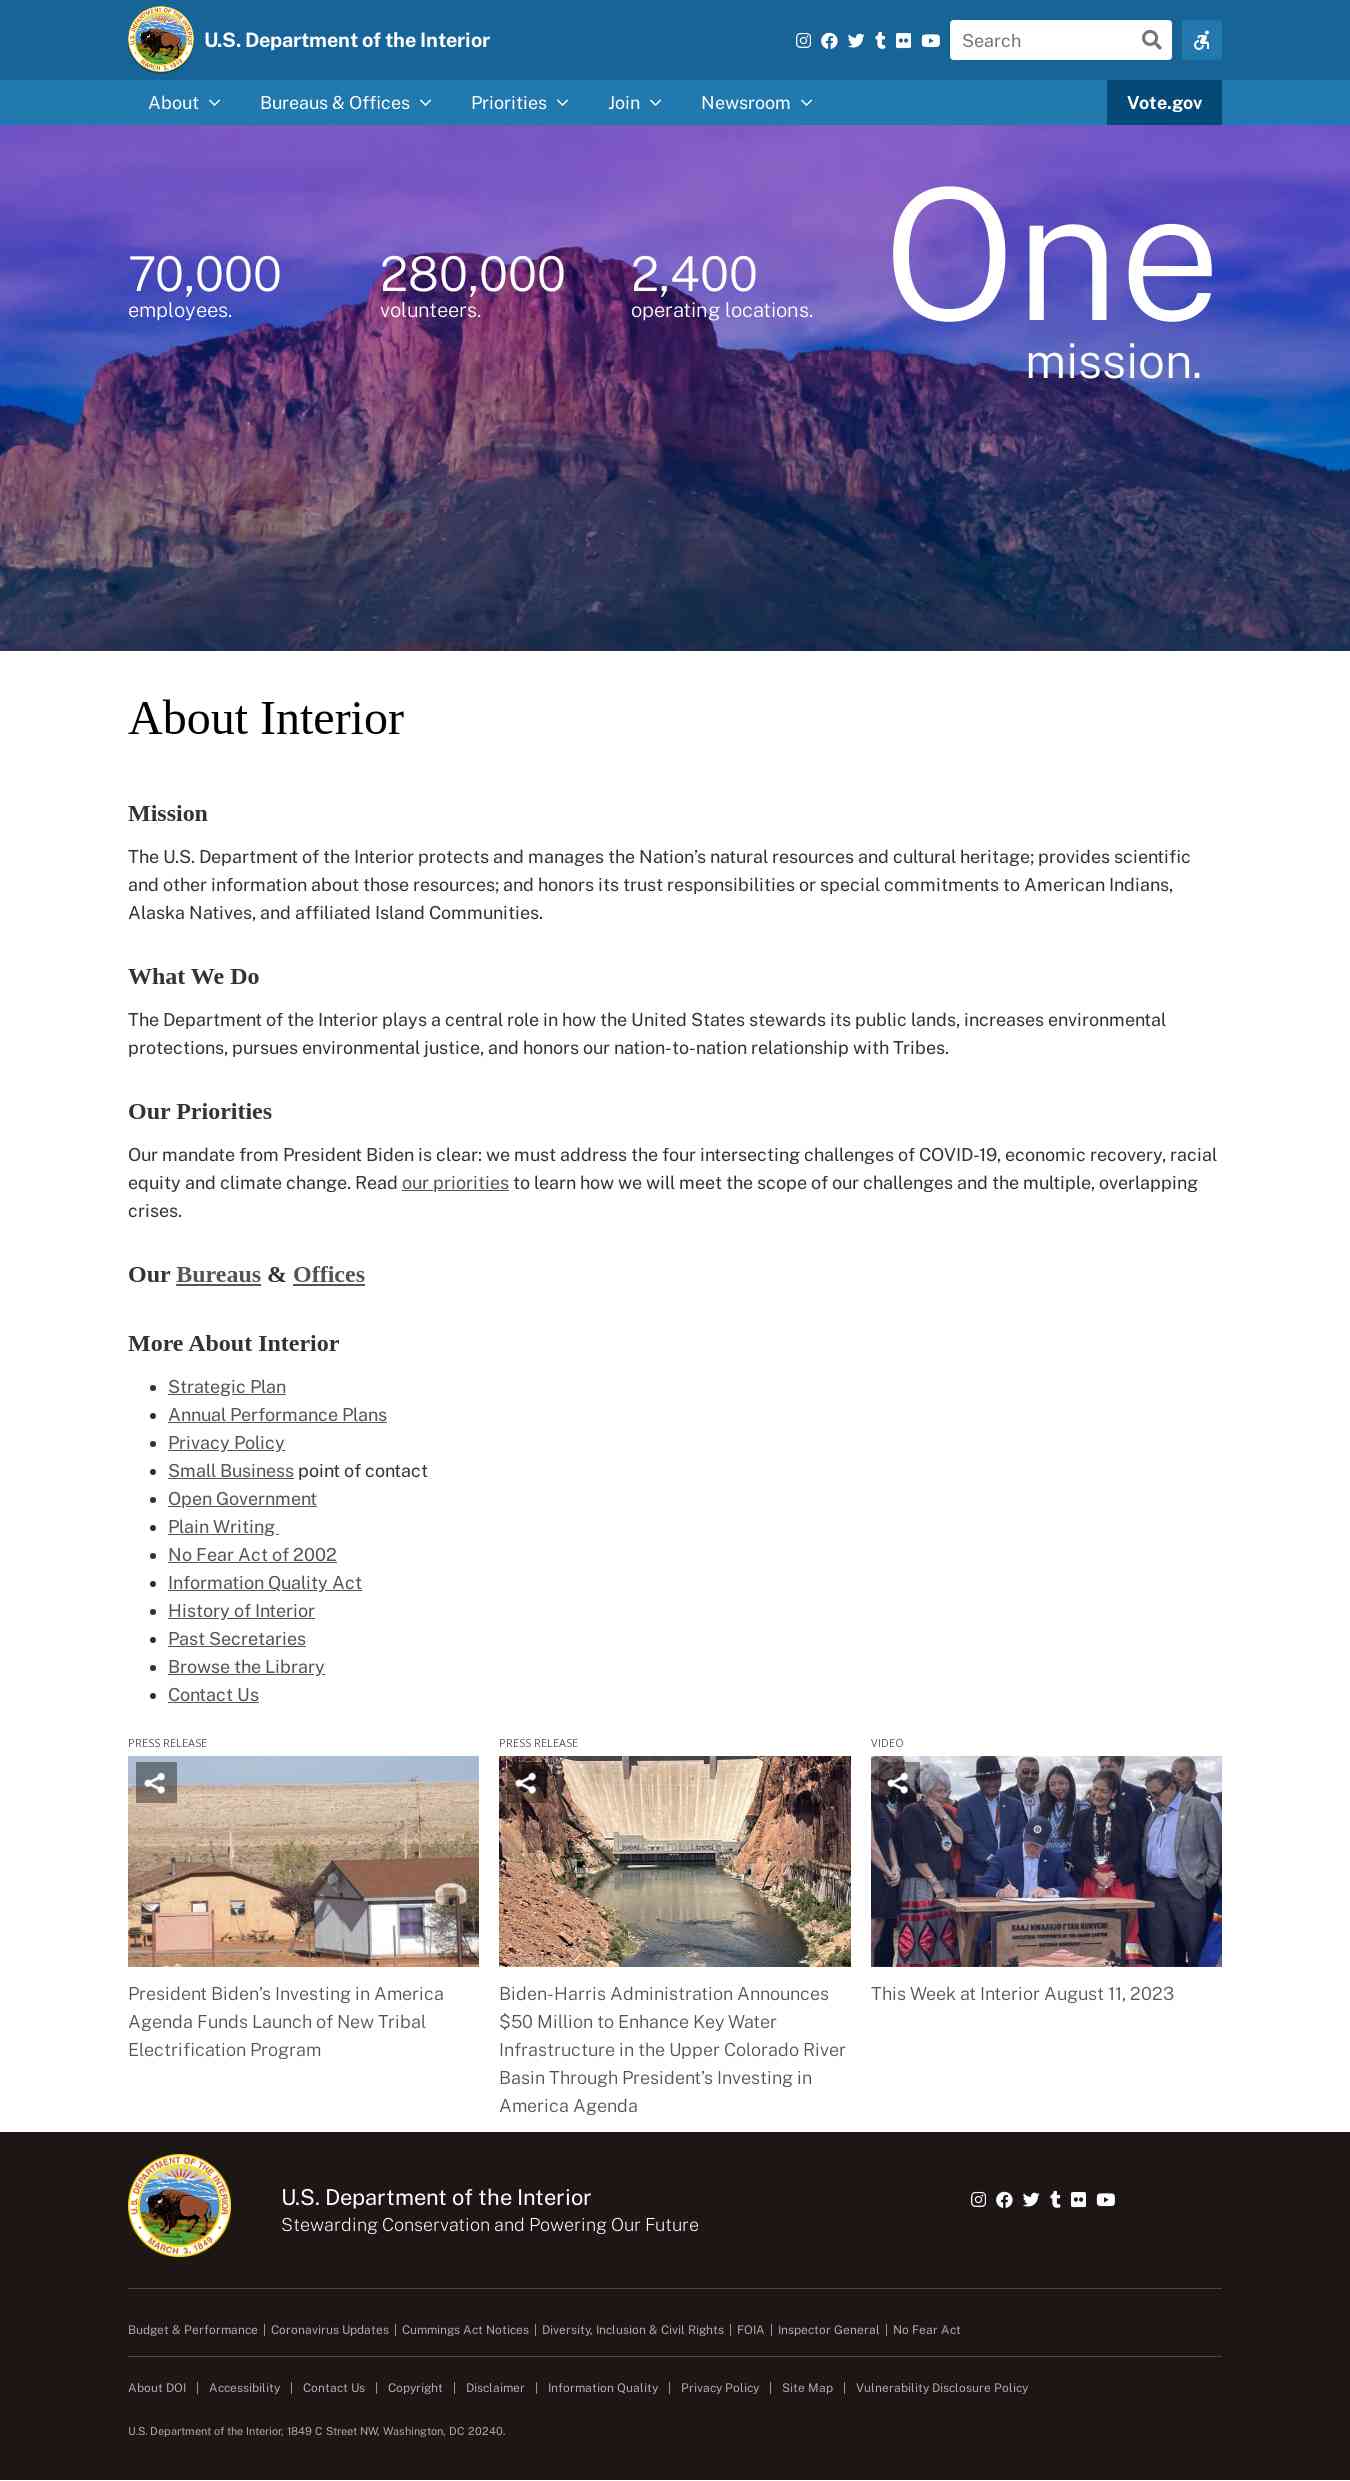 U.S. Department of the Interior
Search
About
Bureaus & Offices
Priorities
Join
Newsroom
Vote.gov
70,000
employees.
280,000
volunteers.
2,400
operating locations.
One
mission.
About Interior
Mission
The U.S. Department of the Interior protects and manages the Nation’s natural resources and cultural heritage; provides scientific
and other information about those resources; and honors its trust responsibilities or special commitments to American Indians,
Alaska Natives, and affiliated Island Communities.
What We Do
The Department of the Interior plays a central role in how the United States stewards its public lands, increases environmental
protections, pursues environmental justice, and honors our nation-to-nation relationship with Tribes.
Our Priorities
Our mandate from President Biden is clear: we must address the four intersecting challenges of COVID-19, economic recovery, racial
equity and climate change. Read our priorities to learn how we will meet the scope of our challenges and the multiple, overlapping
crises.
Our Bureaus & Offices
More About Interior
• Strategic Plan
• Annual Performance Plans
• Privacy Policy
• Small Business point of contact
• Open Government
• Plain Writing
• No Fear Act of 2002
• Information Quality Act
• History of Interior
• Past Secretaries
• Browse the Library
• Contact Us
PRESS RELEASE
President Biden’s Investing in America
Agenda Funds Launch of New Tribal
Electrification Program
PRESS RELEASE
Biden-Harris Administration Announces
$50 Million to Enhance Key Water
Infrastructure in the Upper Colorado River
Basin Through President’s Investing in
America Agenda
VIDEO
This Week at Interior August 11, 2023
U.S. DEPARTMENT OF THE INTERIOR
MARCH 3, 1849
U.S. Department of the Interior
Stewarding Conservation and Powering Our Future
Budget & Performance | Coronavirus Updates | Cummings Act Notices | Diversity, Inclusion & Civil Rights | FOIA | Inspector General | No Fear Act
About DOI | Accessibility | Contact Us | Copyright | Disclaimer | Information Quality | Privacy Policy | Site Map | Vulnerability Disclosure Policy
U.S. Department of the Interior, 1849 C Street NW, Washington, DC 20240.